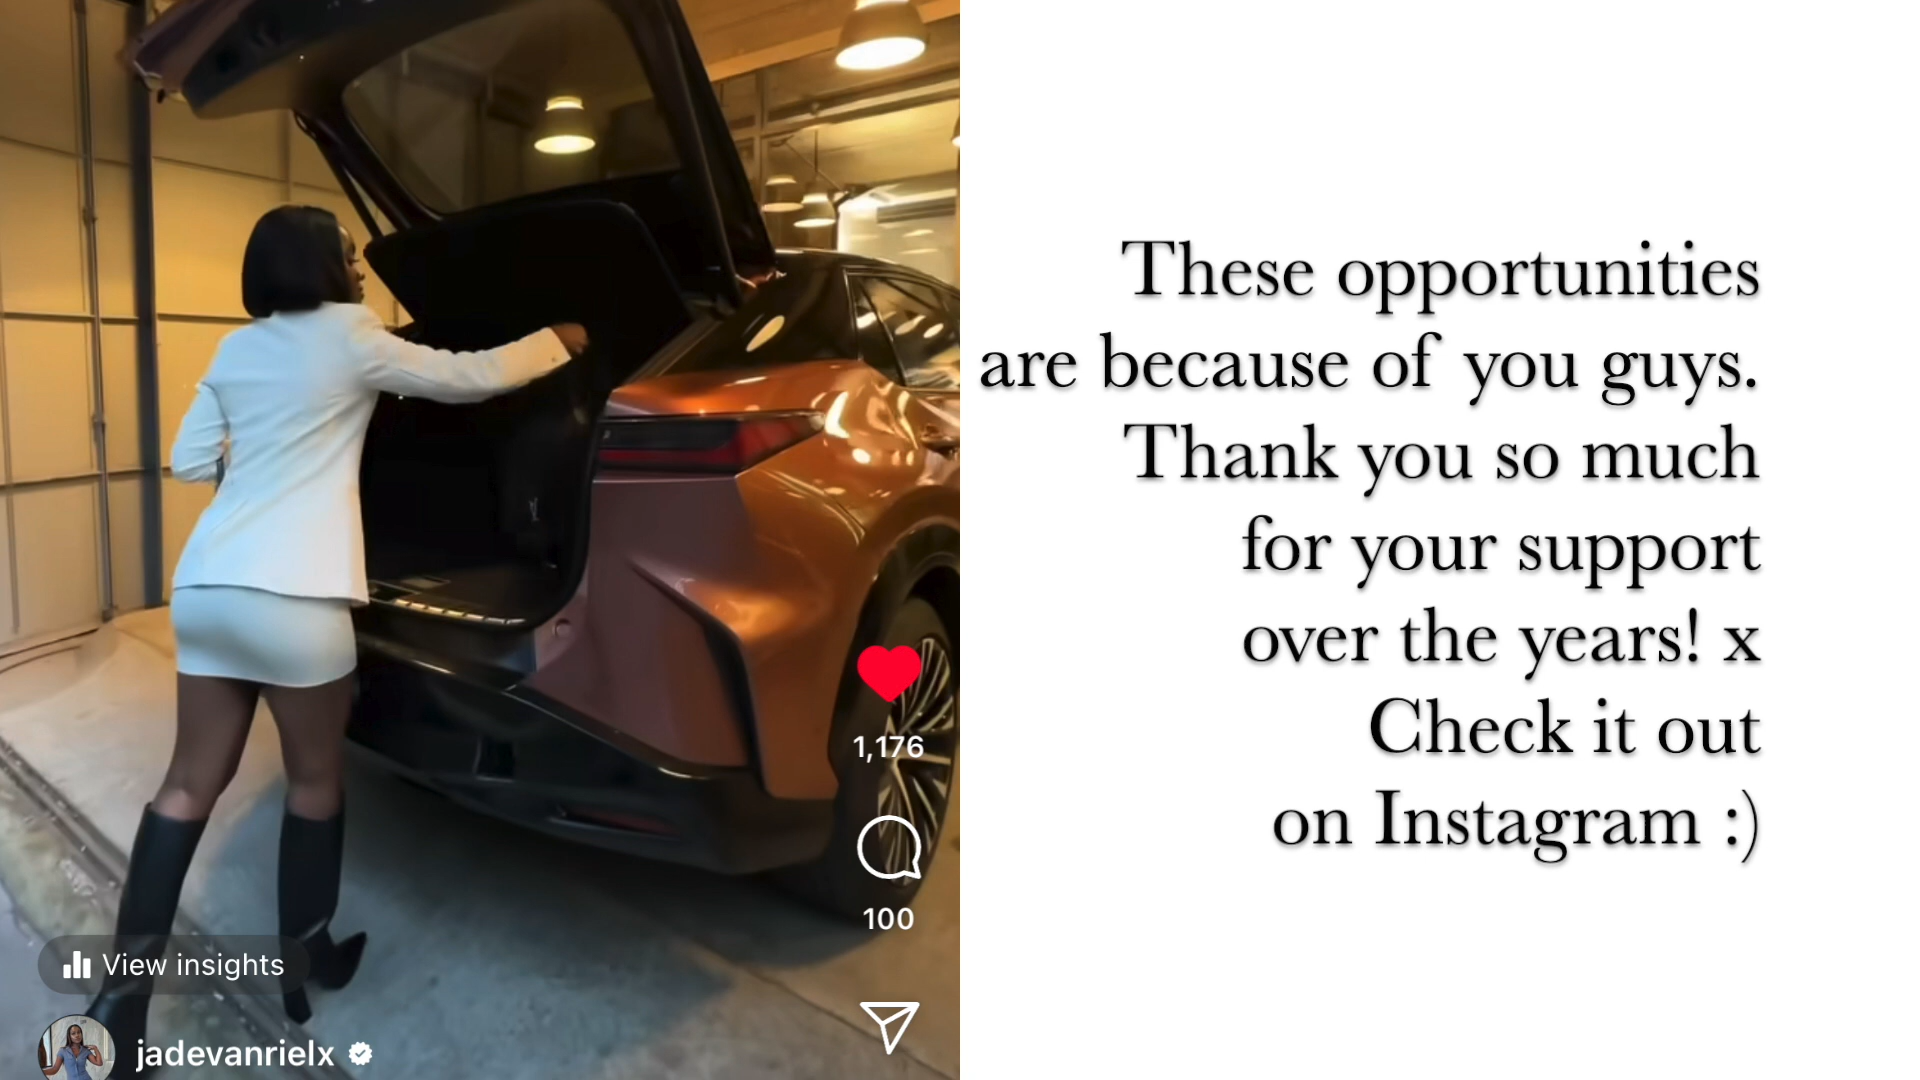 1,176
100
View insights
jadevanrielx
These opportunities
are because of you guys.
Thank you so much
for your support
over the years! x
Check it out
on Instagram :)